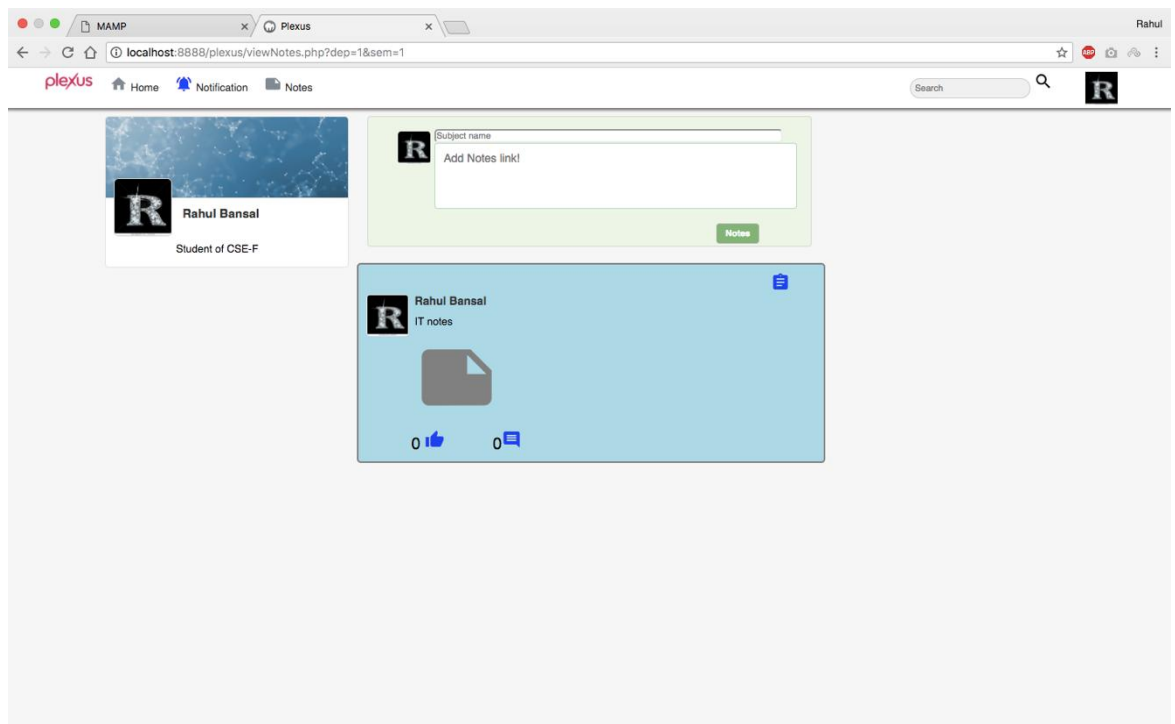 MAMP
Plexus
Rahul
localhost:8888/plexus/viewNotes.php?dep=1&sem=1
ABP
plexus
Home
Notification
Notes
Search
R
R
Rahul Bansal
Student of CSE-F
R
Subject name
Add Notes link!
Notes
R
Rahul Bansal
IT notes
0
0